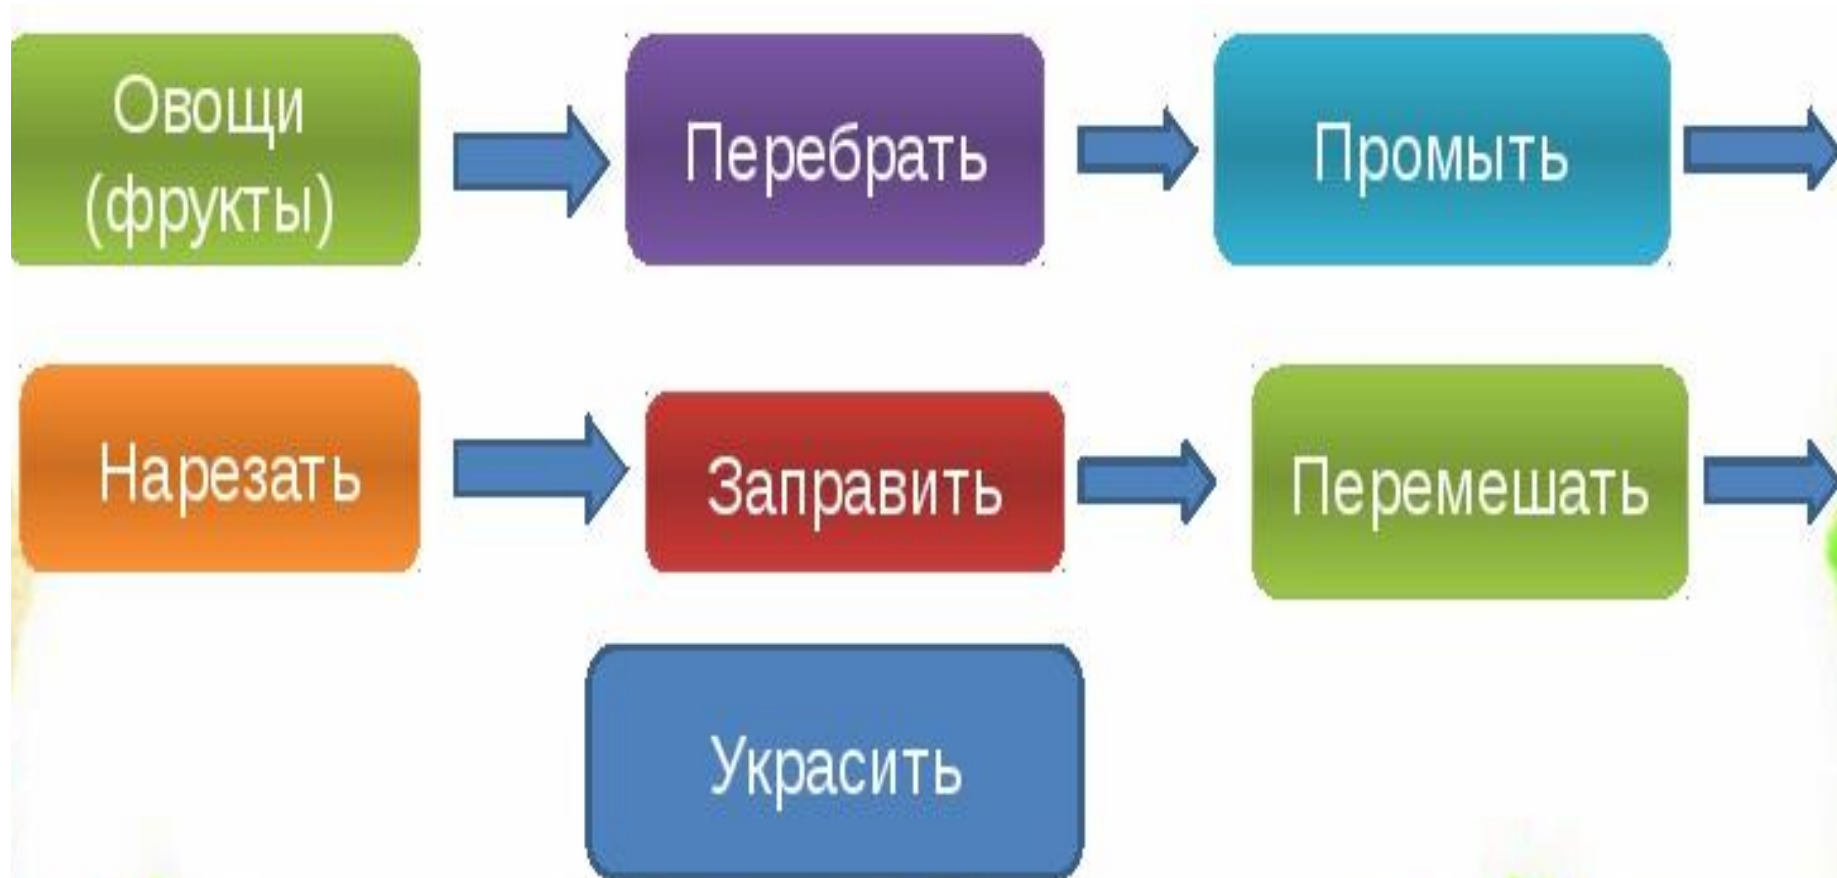 Овощи
(фрукты)
Перебрать
Промыть
Нарезать
Заправить
Перемешать
Украсить